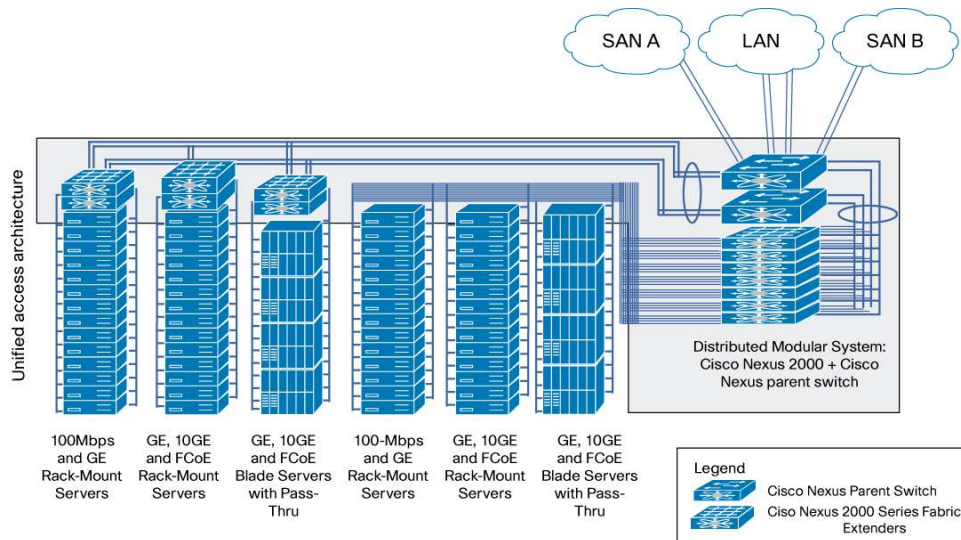 SAN A
LAN
SAN B
Unified access architecture
Distributed Modular System:
Cisco Nexus 2000 + Cisco
Nexus parent switch
100Mbps
and GE
Rack-Mount
Servers
GE, 10GE
and FCoE
Rack-Mount
Servers
GE, 10GE
and FCoE
Blade Servers
with Pass-
Thru
100-Mbps
and GE
Rack-Mount
Servers
GE, 10GE
and FCoE
Rack-Mount
Servers
GE, 10GE
and FCoE
Blade Servers
with Pass-
Thru
Legend
Cisco Nexus Parent Switch
Ciso Nexus 2000 Series Fabric
Extenders